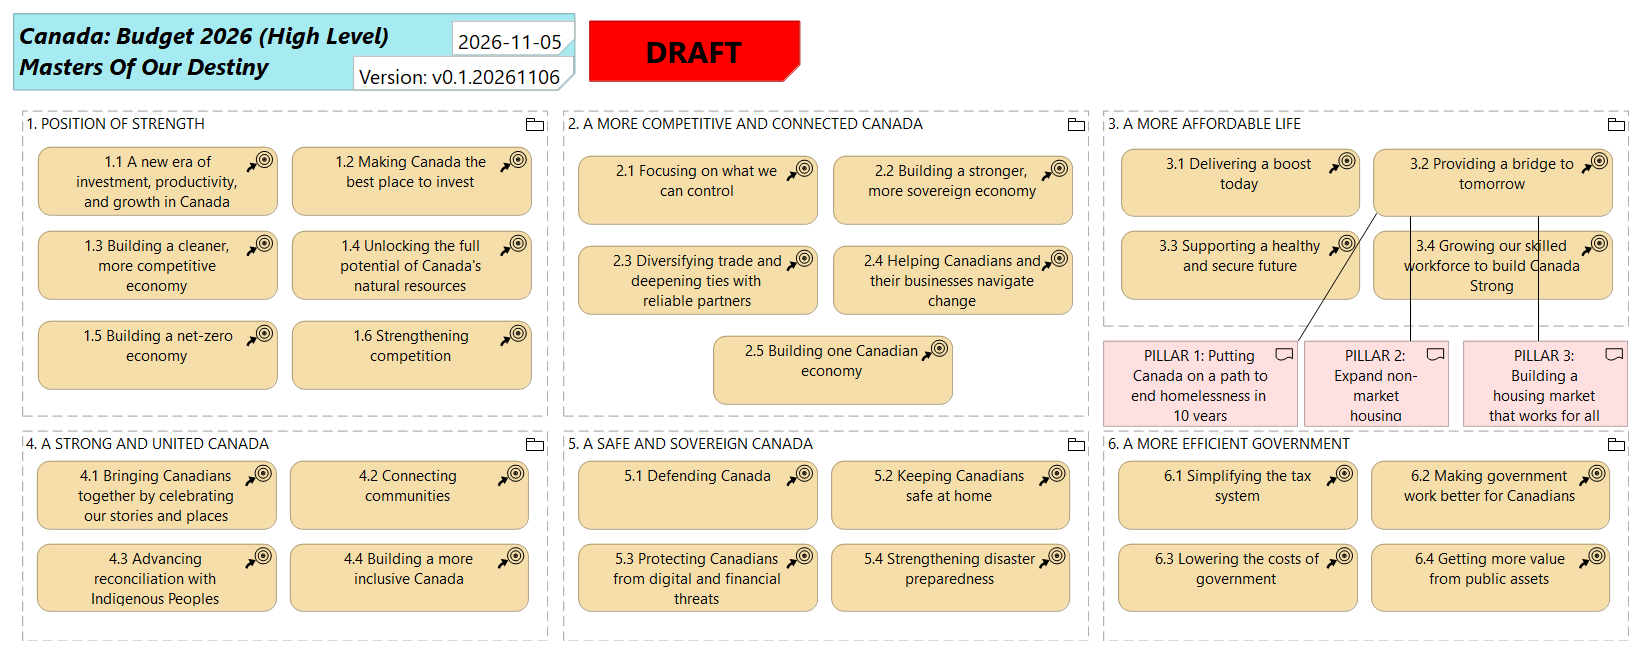 Canada: Budget 2026 (High Level)
Masters Of Our Destiny
2026-11-05
Version: v0.1.20261106
DRAFT
1. POSITION OF STRENGTH
1.1 A new era of
investment, productivity,
and growth in Canada
1.2 Making Canada the
best place to invest
1.3 Building a cleaner,
more competitive
economy
1.4 Unlocking the full
potential of Canada's
natural resources
1.5 Building a net-zero
economy
1.6 Strengthening
competition
2. A MORE COMPETITIVE AND CONNECTED CANADA
2.1 Focusing on what we
can control
2.2 Building a stronger,
more sovereign economy
2.3 Diversifying trade and
deepening ties with
reliable partners
2.4 Helping Canadians and
their businesses navigate
change
2.5 Building one Canadian
economy
3. A MORE AFFORDABLE LIFE
3.1 Delivering a boost
today
3.2 Providing a bridge to
tomorrow
3.3 Supporting a healthy
and secure future
3.4 Growing our skilled
workforce to build Canada
Strong
PILLAR 1: Putting
Canada on a path to
end homelessness in
10 years
PILLAR 2:
Expand non-
market
housing
PILLAR 3:
Building a
housing market
that works for all
4. A STRONG AND UNITED CANADA
4.1 Bringing Canadians
together by celebrating
our stories and places
4.2 Connecting
communities
4.3 Advancing
reconciliation with
Indigenous Peoples
4.4 Building a more
inclusive Canada
5. A SAFE AND SOVEREIGN CANADA
5.1 Defending Canada
5.2 Keeping Canadians
safe at home
5.3 Protecting Canadians
from digital and financial
threats
5.4 Strengthening disaster
preparedness
6. A MORE EFFICIENT GOVERNMENT
6.1 Simplifying the tax
system
6.2 Making government
work better for Canadians
6.3 Lowering the costs of
government
6.4 Getting more value
from public assets